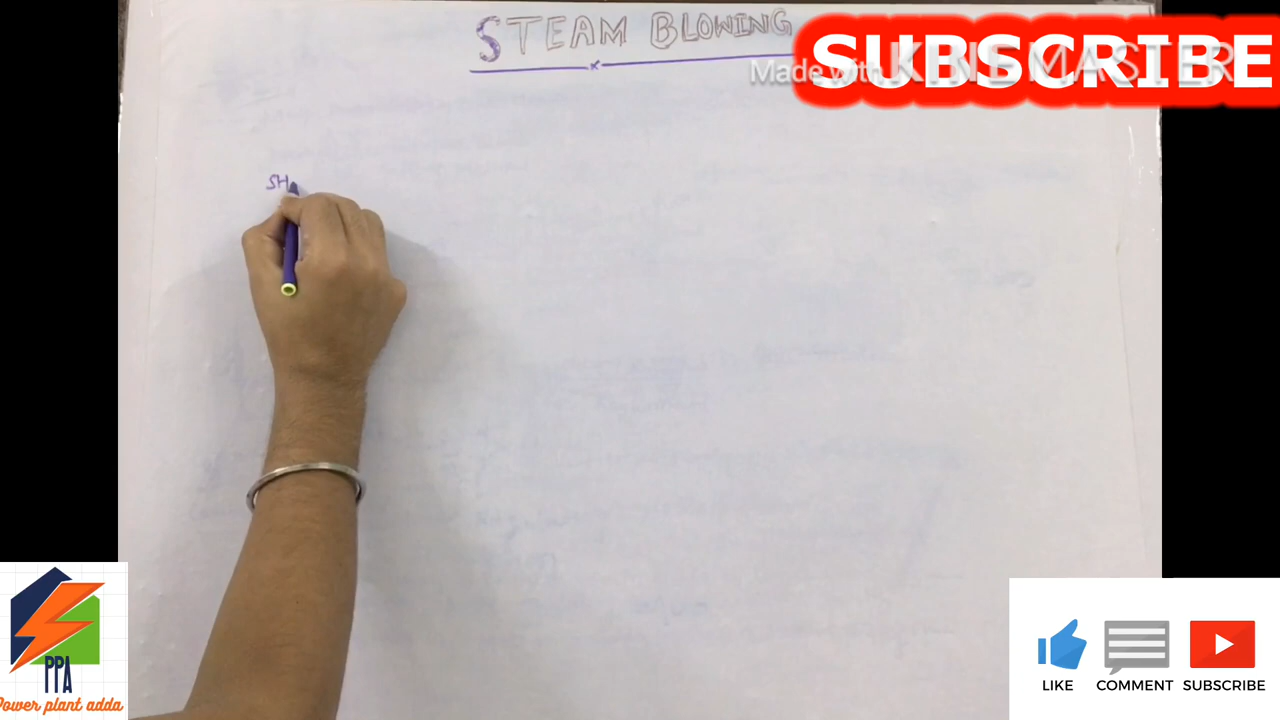 STEAM BLOWING
SUBSCRIBE
Made with KINEMASTER
SH
PPA
Power plant adda
LIKE
COMMENT
SUBSCRIBE